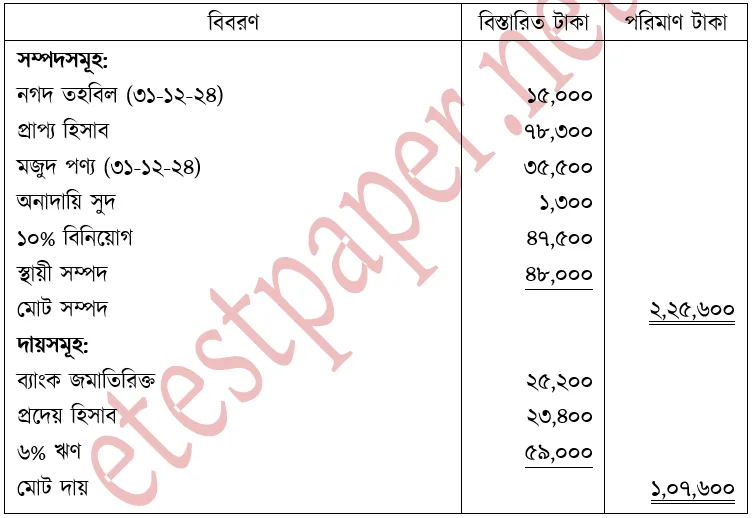 বিবরণ বিস্তারিত টাকা পরিমাণ টাকা
সম্পদসমূহ:
নগদ তহবিল (৩১-১২-২৪) ১৫,০০০
প্রাপ্য হিসাব ৭৮,৩০০
মজুদ পণ্য (৩১-১২-২৪) ৩৫,৫০০
অনাদায়ি সুদ ১,৩০০
১০% বিনিয়োগ ৪৭,৫০০
স্থায়ী সম্পদ ৪৮,০০০
মোট সম্পদ ২,২৫,৬০০
দায়সমূহ:
ব্যাংক জমাতিরিক্ত ২৫,২০০
প্রদেয় হিসাব ২৩,৪০০
৬% ঋণ ৫৯,০০০
মোট দায় ১,০৭,৬০০
etestpaper.net